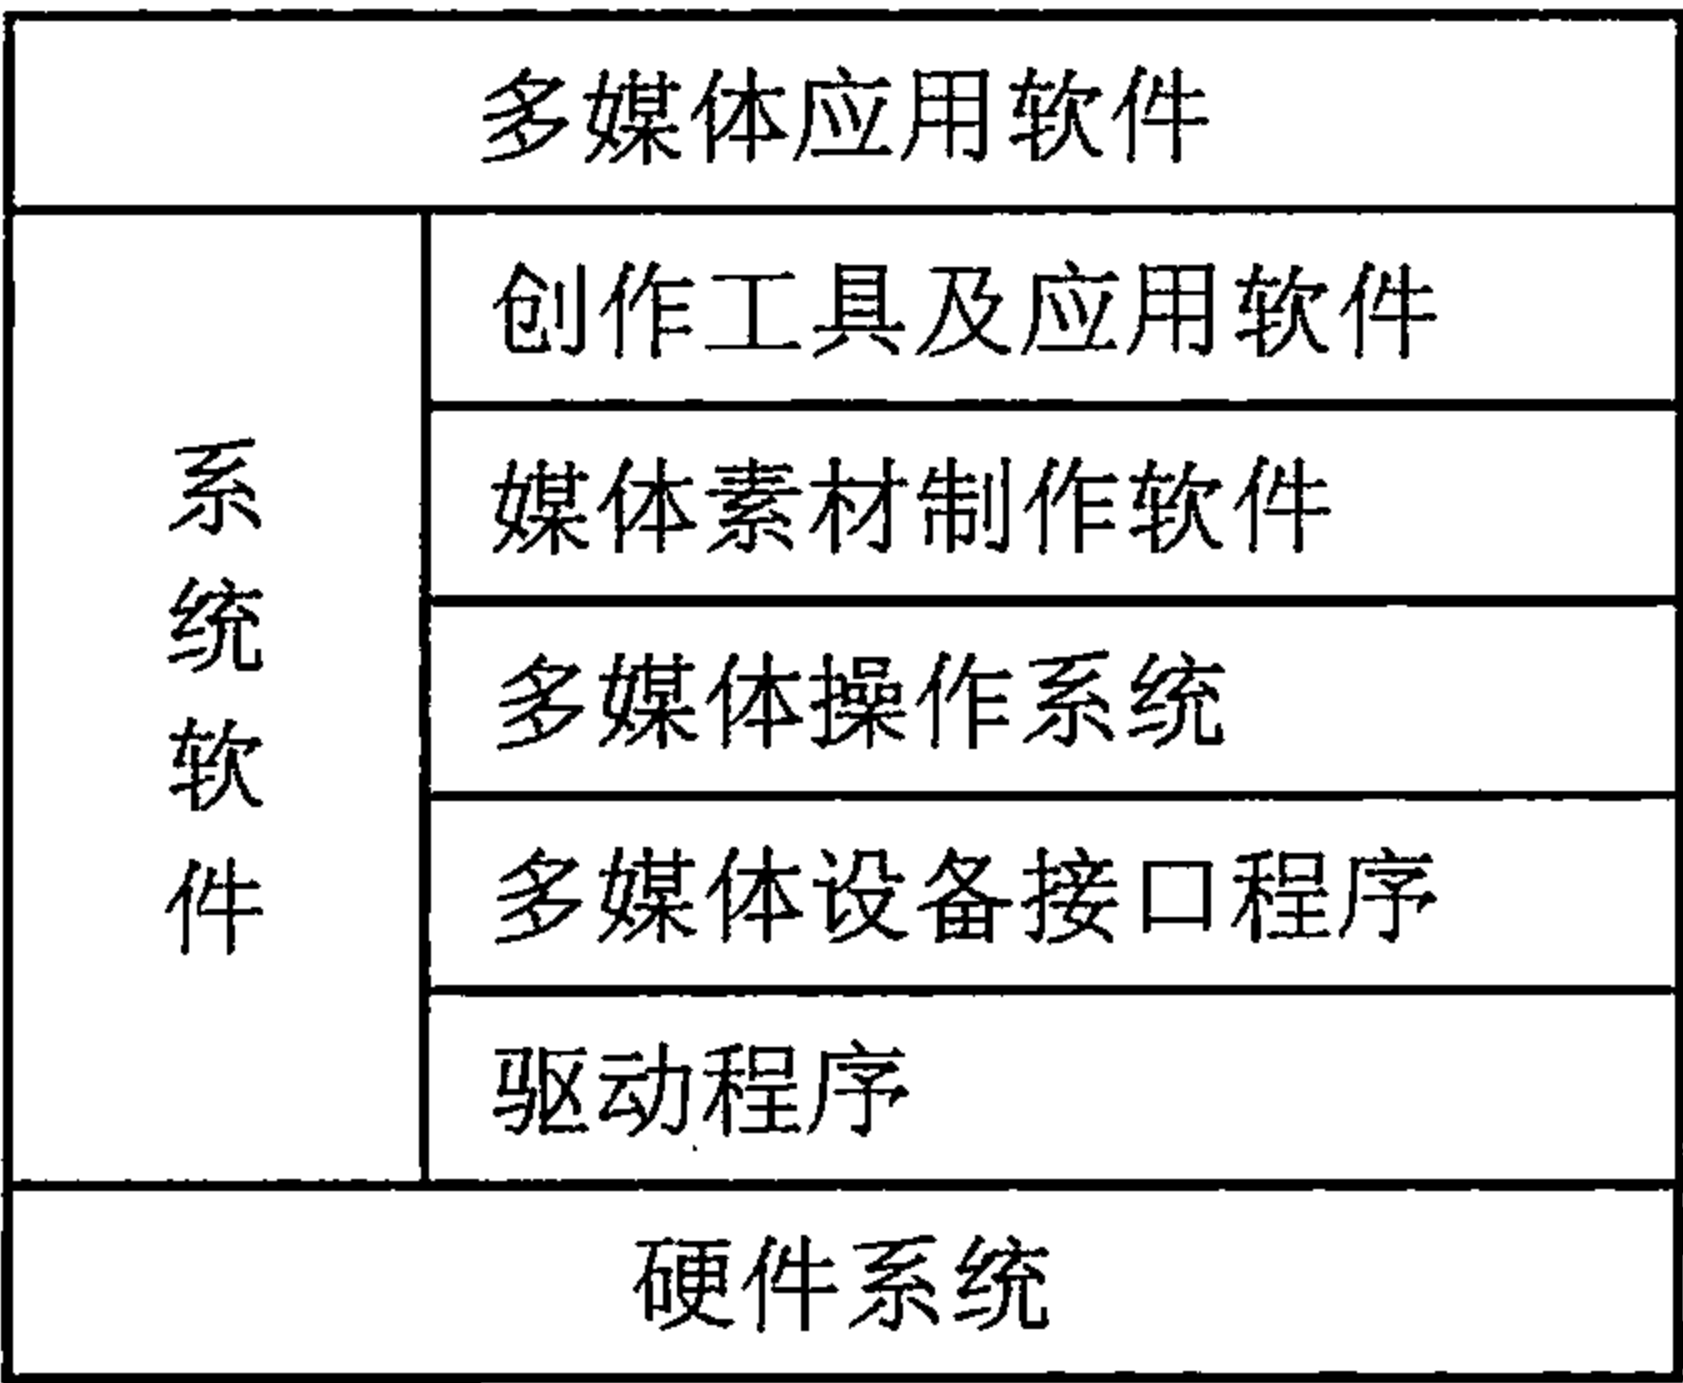 多媒体应用软件
系统软件
创作工具及应用软件
媒体素材制作软件
多媒体操作系统
多媒体设备接口程序
驱动程序
硬件系统